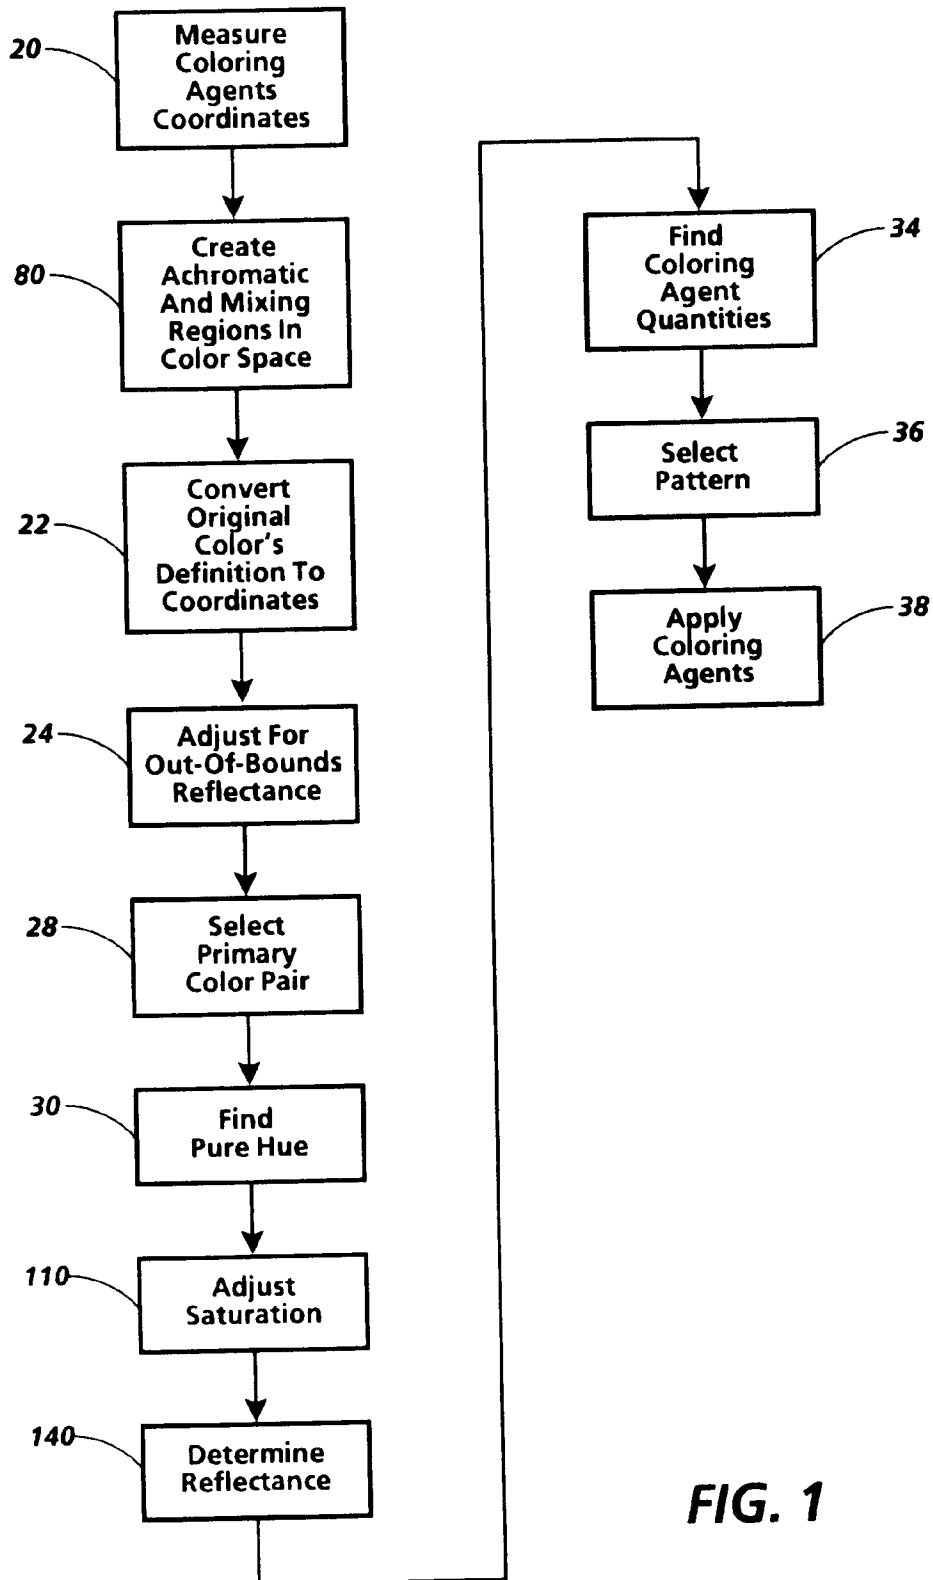 20
Measure
Coloring
Agents
Coordinates
80
Create
Achromatic
And Mixing
Regions In
Color Space
22
Convert
Original
Color's
Definition To
Coordinates
24
Adjust For
Out-Of-Bounds
Reflectance
28
Select
Primary
Color Pair
30
Find
Pure Hue
110
Adjust
Saturation
140
Determine
Reflectance
Find
Coloring
Agent
Quantities
34
Select
Pattern
36
Apply
Coloring
Agents
38
FIG. 1